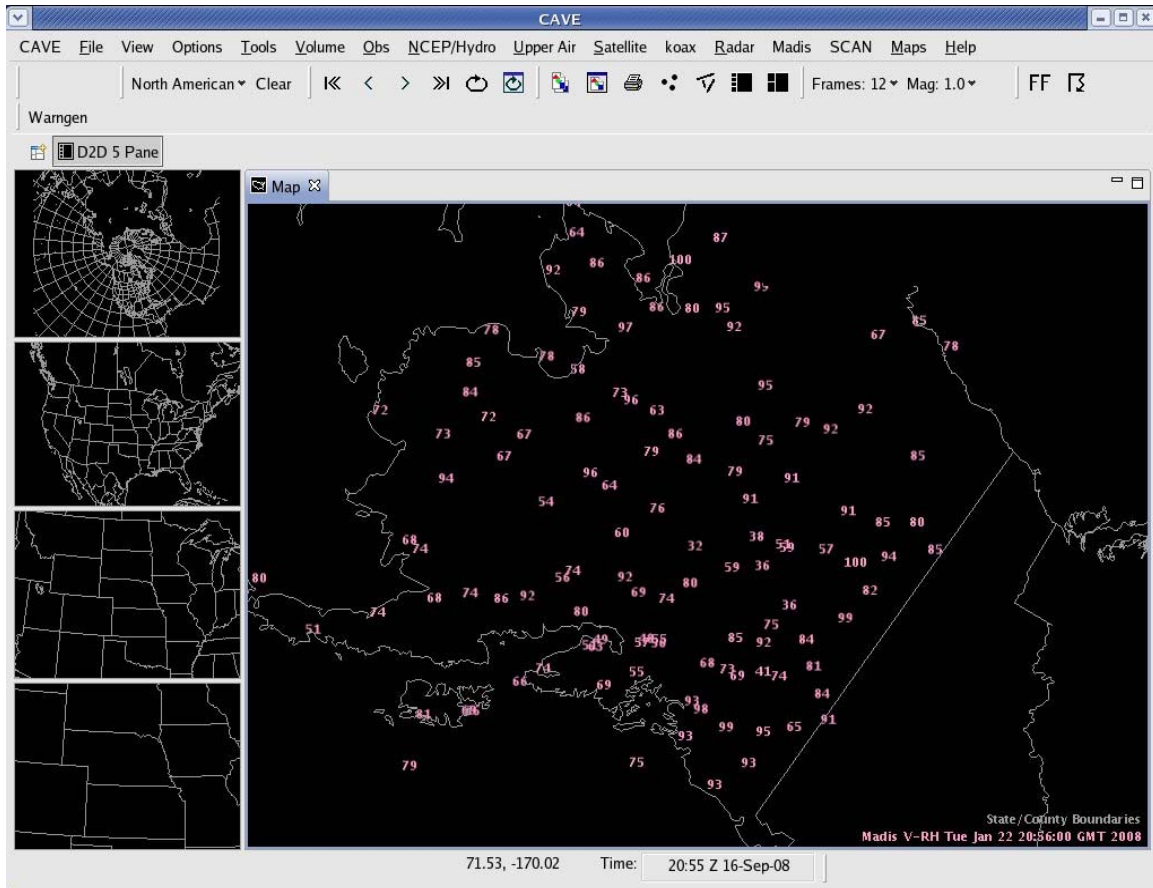 CAVE
CAVE File View Options Tools Volume Obs NCEP/Hydro Upper Air Satellite koax Radar Madis SCAN Maps Help
North American Clear Frames: 12 Mag: 1.0 FF
Warngen
D2D 5 Pane
Map
64 87
92 86 86 100
79 86 80 95
78 97 92 67 85 78
85 78 58
84 73 96 63 95
72 72 86 80 79 92 92
73 67 86 75
67 79 84 85
94 96 64 79 91
54 76 91 91
60 85 80
68 74 32 38 59 57 94 85
80 56 74 92 59 36 100
68 74 86 92 69 74 80 82
74 80 36 99
51 75
49 55 85 92 84
74 55 68 73 69 41 74 81
66 69 84
81 93 98 91
93 99 95 65
79 75 93
93
State/County Boundaries
Madis V-RH Tue Jan 22 20:56:00 GMT 2008
71.53, -170.02 Time: 20:55 Z 16-Sep-08